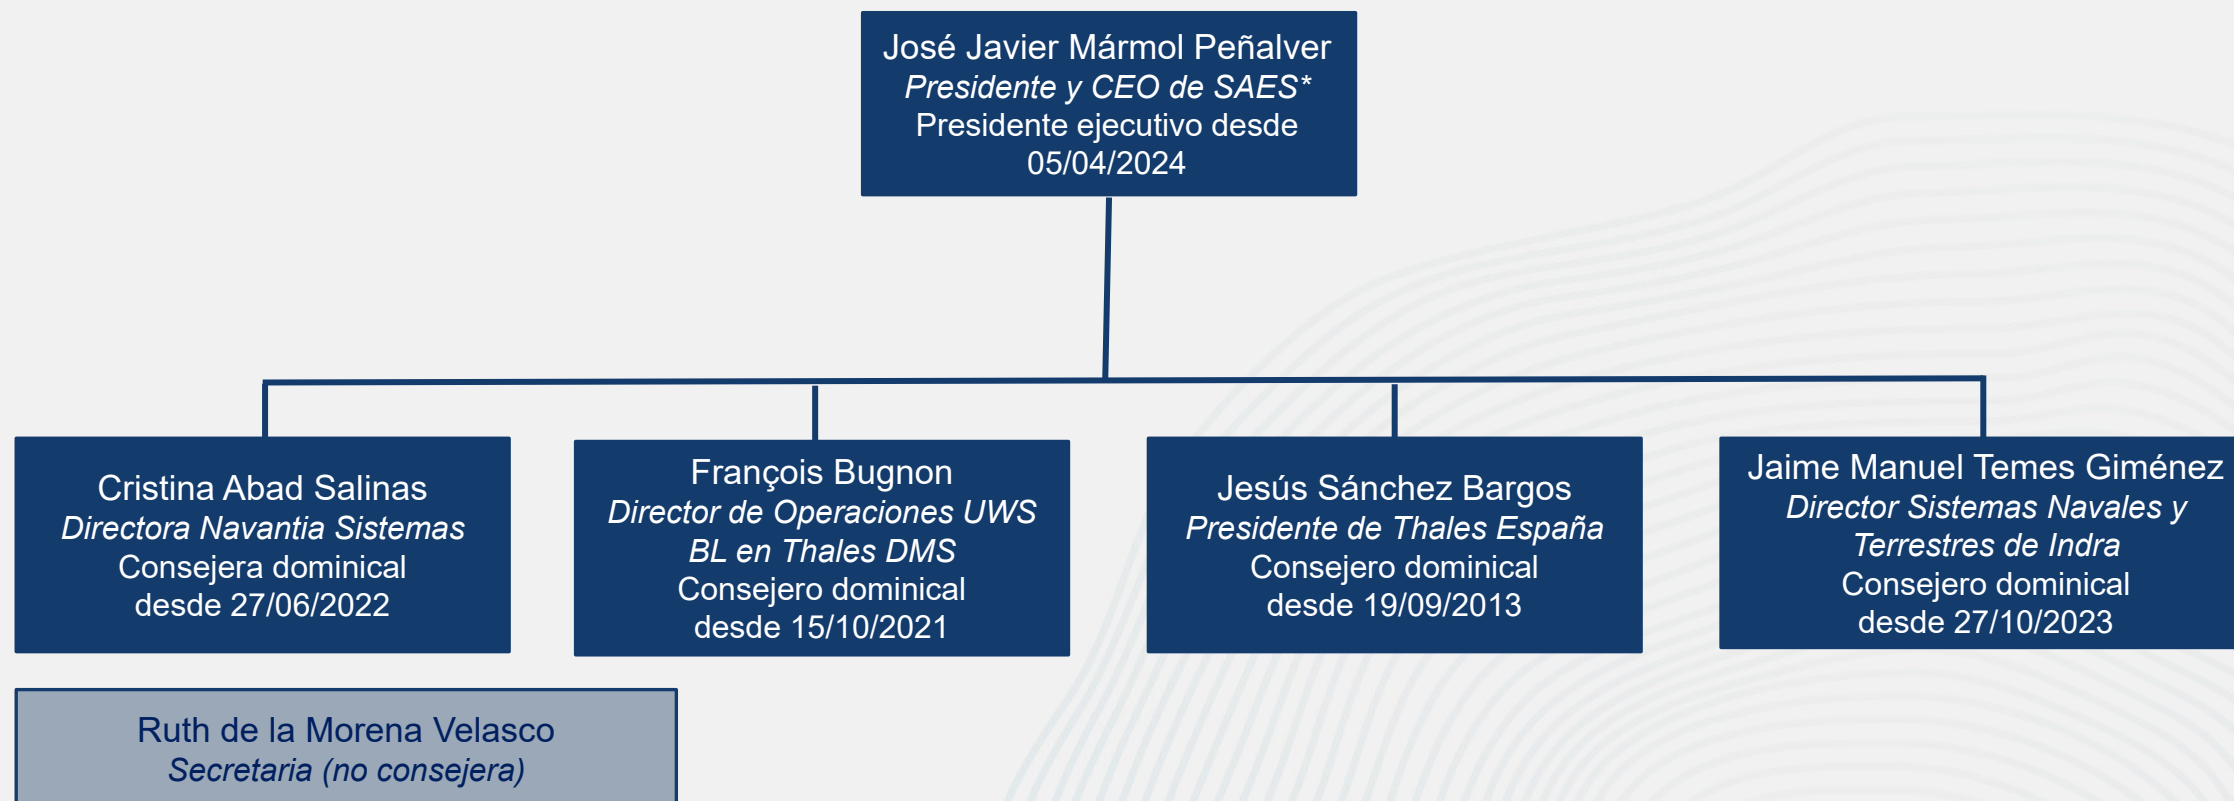 José Javier Mármol Peñalver
Presidente y CEO de SAES*
Presidente ejecutivo desde
05/04/2024
Cristina Abad Salinas
Directora Navantia Sistemas
Consejera dominical
desde 27/06/2022
François Bugnon
Director de Operaciones UWS
BL en Thales DMS
Consejero dominical
desde 15/10/2021
Jesús Sánchez Bargos
Presidente de Thales España
Consejero dominical
desde 19/09/2013
Jaime Manuel Temes Giménez
Director Sistemas Navales y
Terrestres de Indra
Consejero dominical
desde 27/10/2023
Ruth de la Morena Velasco
Secretaria (no consejera)